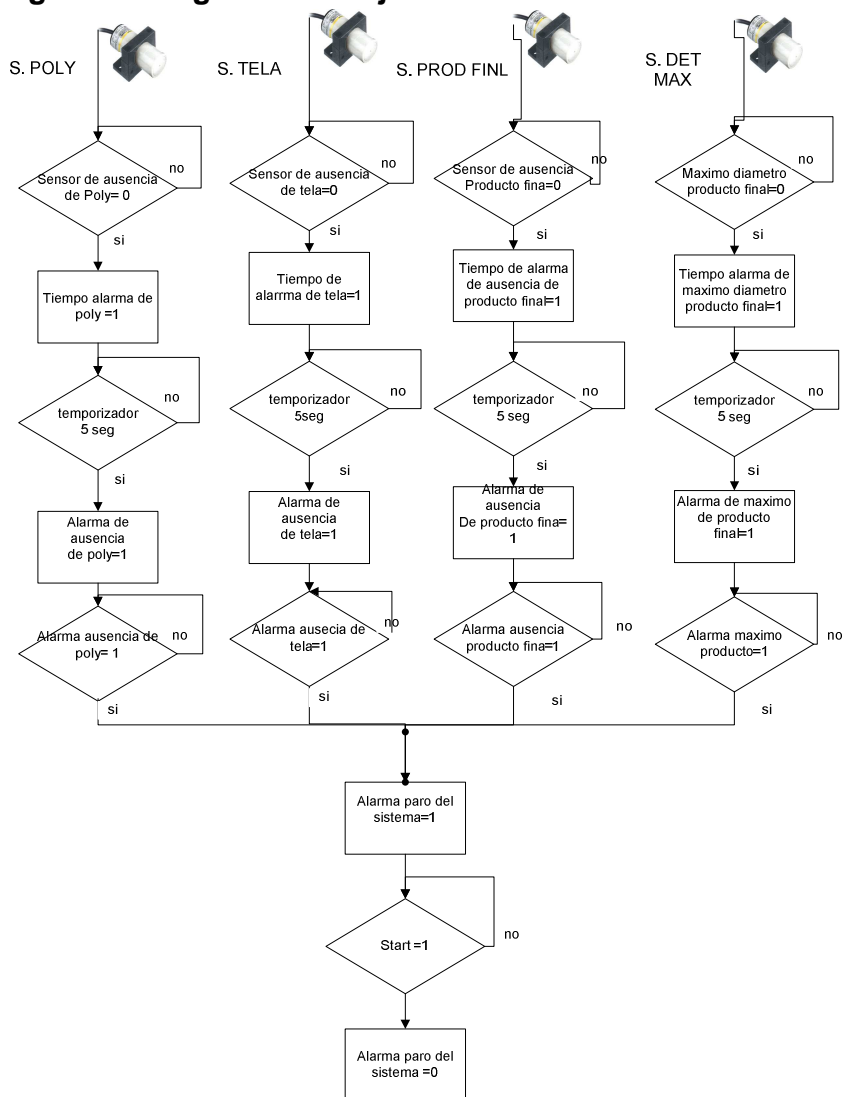 S. POLY
S. TELA
S. PROD FINL
S. DET
MAX
Sensor de ausencia
de Poly= 0
no
si
Tiempo alarma de
poly =1
temporizador
5 seg
no
si
Alarma de
ausencia
de poly=1
Alarma ausencia de
poly= 1
no
si
Sensor de ausencia
de tela=0
no
si
Tiempo de
alarrma de tela=1
temporizador
5seg
no
si
Alarma de
ausencia
de tela=1
Alarma ausecia de
tela=1
no
si
Sensor de ausencia
Producto fina=0
no
si
Tiempo de alarma
de ausencia de
producto final=1
temporizador
5 seg
no
si
Alarma de
ausencia
De producto fina=
1
Alarma ausencia
producto fina=1
no
si
Maximo diametro
producto final=0
no
si
Tiempo alarma de
maximo diametro
producto final=1
temporizador
5 seg
no
si
Alarma de maximo
de producto
final=1
Alarma maximo
producto=1
no
si
Alarma paro del
sistema=1
Start =1
no
Alarma paro del
sistema =0